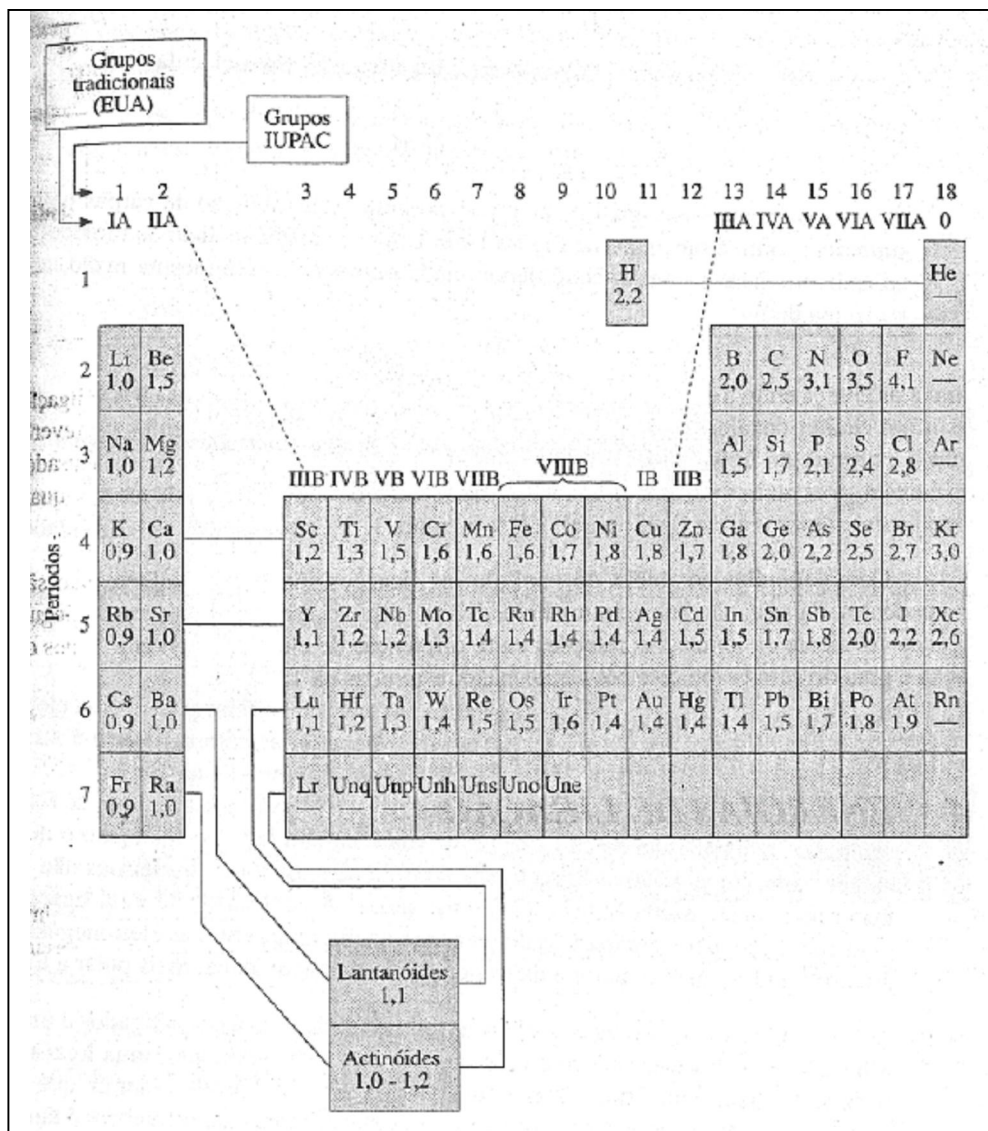 Grupos
tradicionais
(EUA)
Grupos
IUPAC
1 2 3 4 5 6 7 8 9 10 11 12 13 14 15 16 17 18
IA IIA IIIA IVA VA VIA VIIA 0
1 H He
2,2 —
2 Li Be B C N O F Ne
1,0 1,5 2,0 2,5 3,1 3,5 4,1 —
3 Na Mg Al Si P S Cl Ar
1,0 1,2 1,5 1,7 2,1 2,4 2,8 —
IIIB IVB VB VIB VIIB VIIIB IB IIB
Períodos
4 K Ca Sc Ti V Cr Mn Fe Co Ni Cu Zn Ga Ge As Se Br Kr
0,9 1,0 1,2 1,3 1,5 1,6 1,6 1,6 1,7 1,8 1,8 1,7 1,8 2,0 2,2 2,5 2,7 3,0
5 Rb Sr Y Zr Nb Mo Tc Ru Rh Pd Ag Cd In Sn Sb Te I Xe
0,9 1,0 1,1 1,2 1,2 1,3 1,4 1,4 1,4 1,4 1,4 1,5 1,5 1,7 1,8 2,0 2,2 2,6
6 Cs Ba Lu Hf Ta W Re Os Ir Pt Au Hg Tl Pb Bi Po At Rn
0,9 1,0 1,1 1,2 1,3 1,4 1,5 1,5 1,6 1,4 1,4 1,4 1,4 1,5 1,7 1,8 1,9 —
7 Fr Ra Lr Unq Unp Unh Uns Uno Une
0,9 1,0
Lantanóides
1,1
Actinóides
1,0 - 1,2